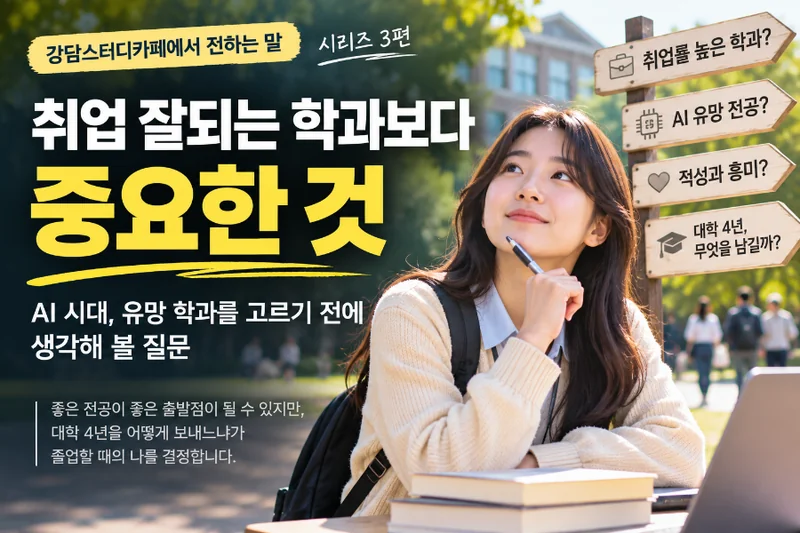 강담스터디카페에서 전하는 말
시리즈 3편
취업 잘되는 학과보다
중요한 것
AI 시대, 유망 학과를 고르기 전에
생각해 볼 질문
좋은 전공이 좋은 출발점이 될 수 있지만,
대학 4년을 어떻게 보내느냐가
졸업할 때의 나를 결정합니다.
취업률 높은 학과?
AI 유망 전공?
적성과 흥미?
대학 4년,
무엇을 남길까?